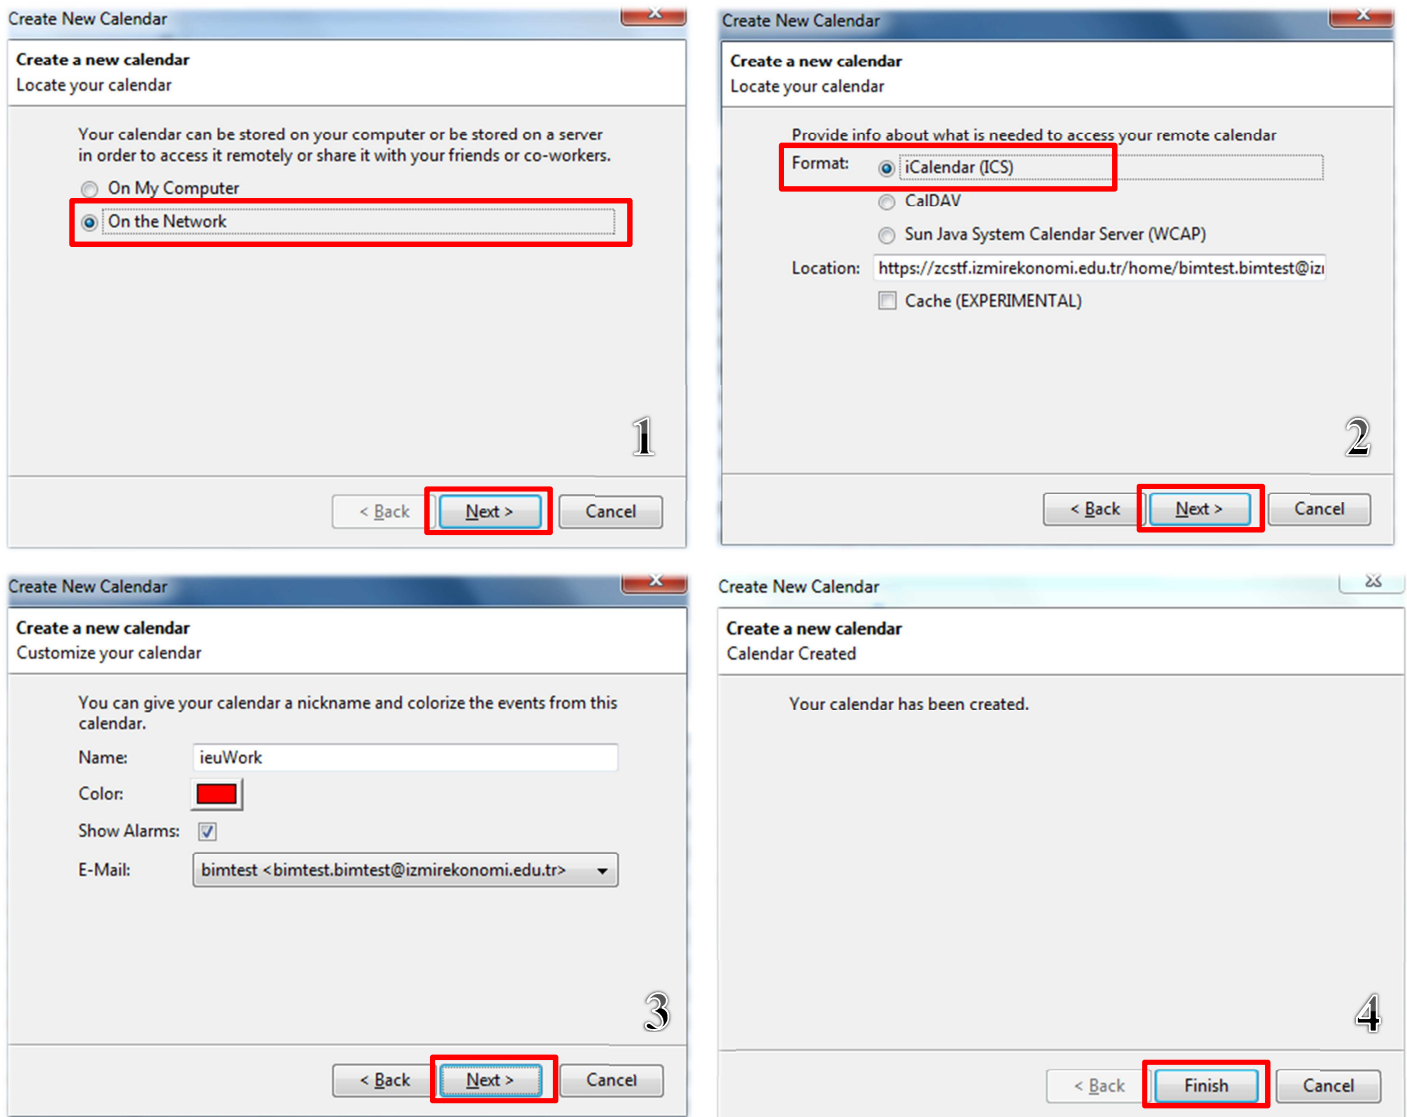 Create New Calendar
Create a new calendar
Locate your calendar
Your calendar can be stored on your computer or be stored on a server
in order to access it remotely or share it with your friends or co-workers.
On My Computer
On the Network
1
< Back
Next >
Cancel
Create New Calendar
Create a new calendar
Locate your calendar
Provide info about what is needed to access your remote calendar
Format:
iCalendar (ICS)
CalDAV
Sun Java System Calendar Server (WCAP)
Location: https://zcstf.izmirekonomi.edu.tr/home/bimtest.bimtest@izi
Cache (EXPERIMENTAL)
2
< Back
Next >
Cancel
Create New Calendar
Create a new calendar
Customize your calendar
You can give your calendar a nickname and colorize the events from this
calendar.
Name: ieuWork
Color:
Show Alarms:
E-Mail: bimtest <bimtest.bimtest@izmirekonomi.edu.tr>
3
< Back
Next >
Cancel
Create New Calendar
Create a new calendar
Calendar Created
Your calendar has been created.
4
< Back
Finish
Cancel